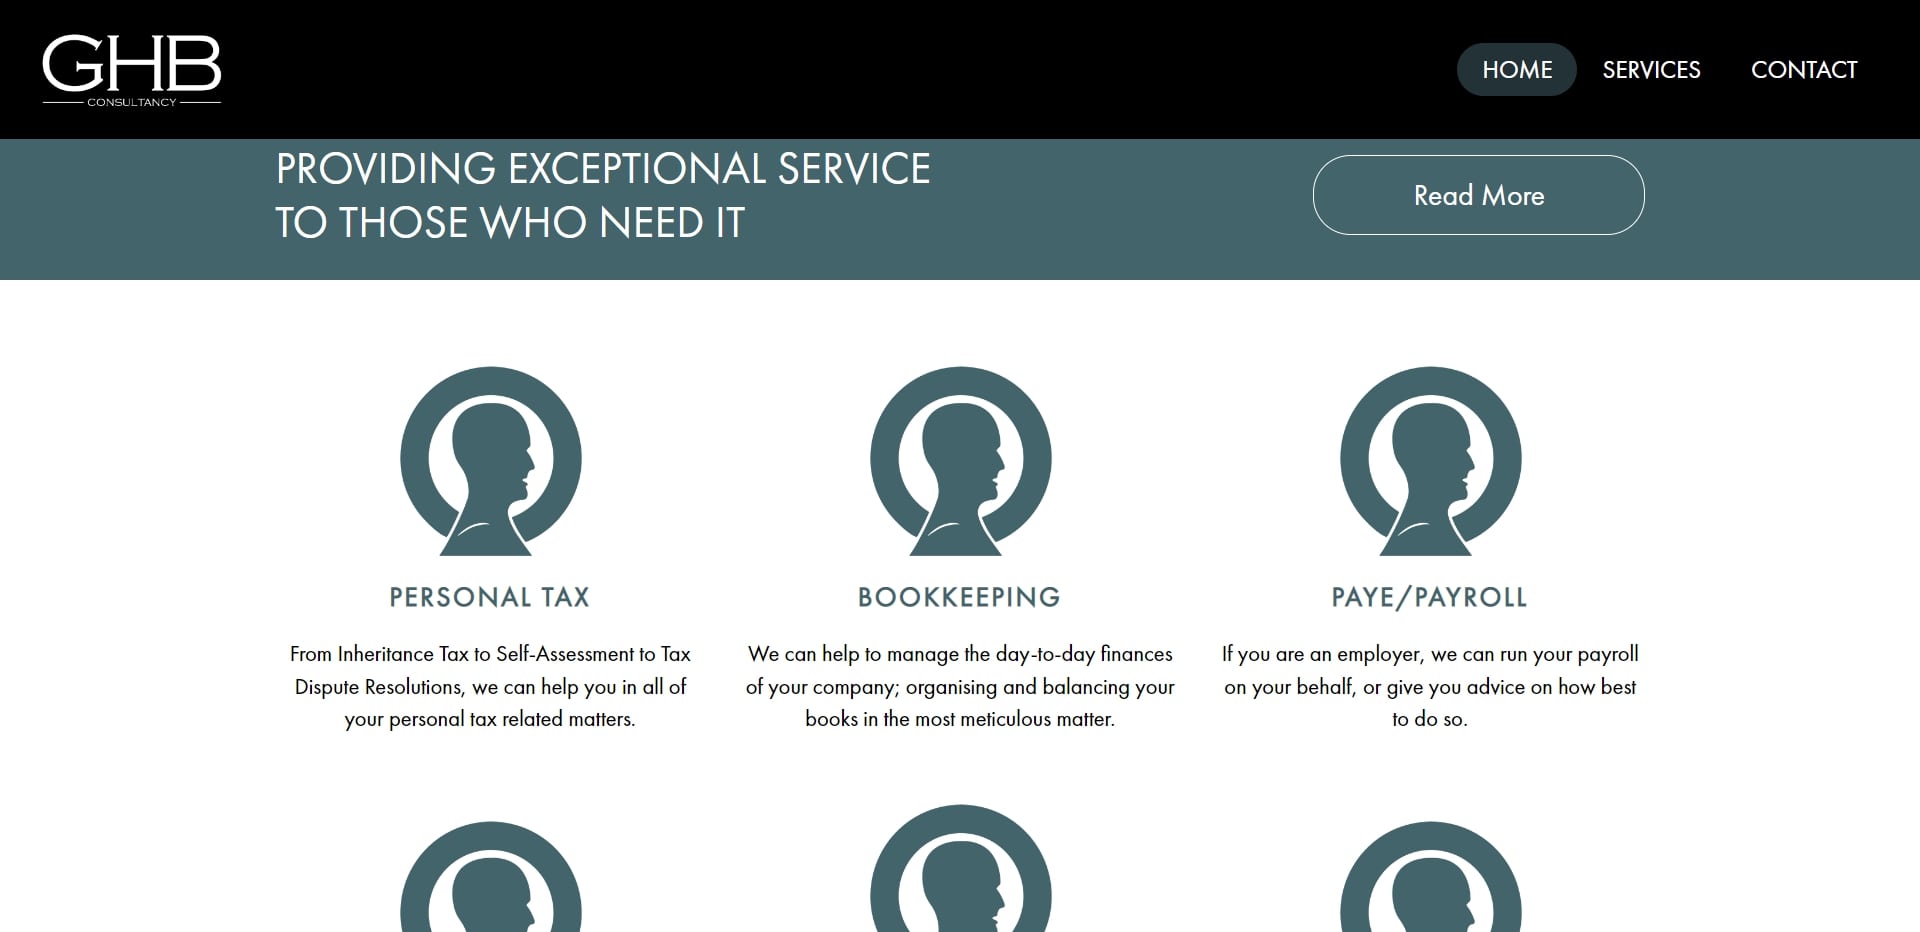 GHB
CONSULTANCY
HOME
SERVICES
CONTACT
PROVIDING EXCEPTIONAL SERVICE
TO THOSE WHO NEED IT
Read More
PERSONAL TAX
From Inheritance Tax to Self-Assessment to Tax
Dispute Resolutions, we can help you in all of
your personal tax related matters.
BOOKKEEPING
We can help to manage the day-to-day finances
of your company; organising and balancing your
books in the most meticulous matter.
PAYE/PAYROLL
If you are an employer, we can run your payroll
on your behalf, or give you advice on how best
to do so.